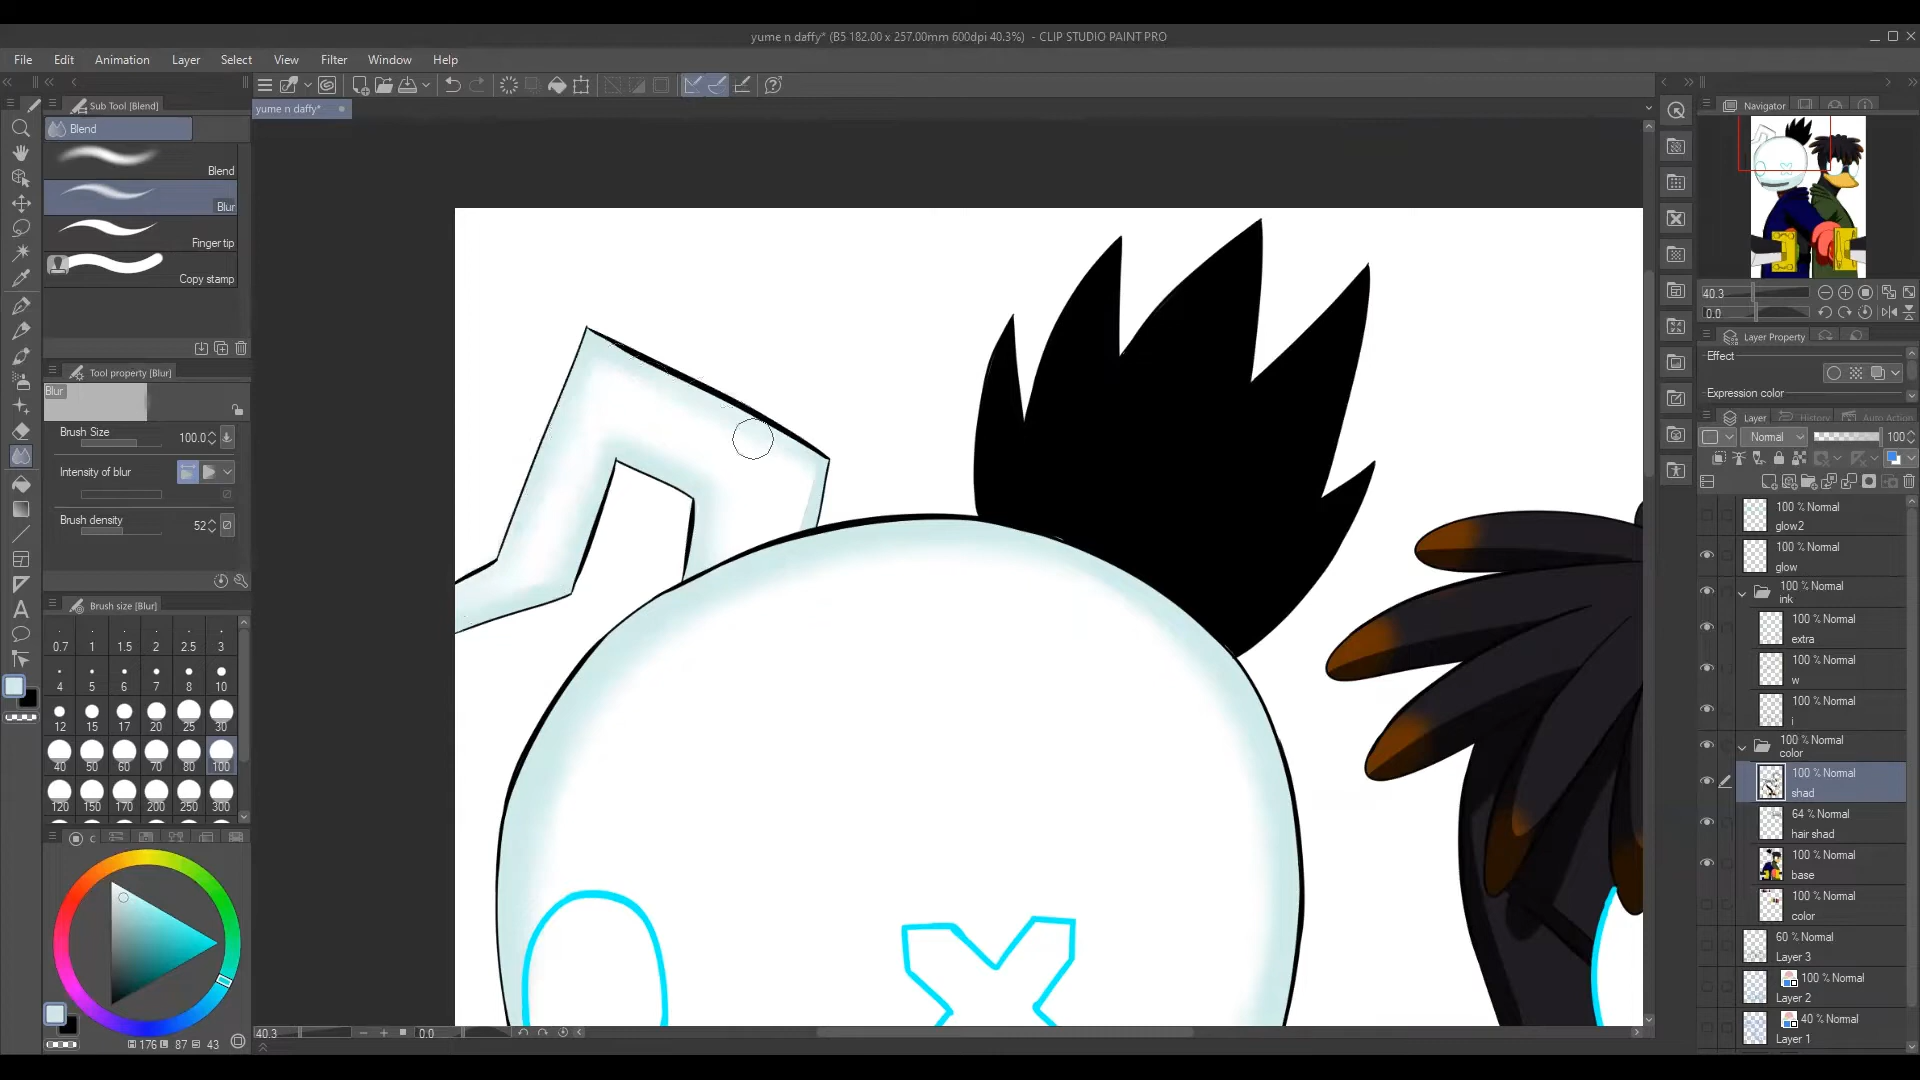 yume n daffy* (B5 182.00 x 257.00mm 600dpi 40.3%) - CLIP STUDIO PAINT PRO
File Edit Animation Layer Select View Filter Window Help
Sub Tool [Blend]
yume n daffy*
Navigator
Blend
Blend
Blur
Finger tip
Copy stamp
40.3
0.0
Layer Property
Effect
Expression color
Tool property [Blur]
Blur
Brush Size 100.0
Intensity of blur
Brush density 52
Layer History Auto Action
Normal 100
100 % Normal
glow2
100 % Normal
glow
100 % Normal
ink
100 % Normal
extra
100 % Normal
w
100 % Normal
i
100 % Normal
color
100 % Normal
shad
64 % Normal
hair shad
100 % Normal
base
100 % Normal
color
60 % Normal
Layer 3
100 % Normal
Layer 2
40 % Normal
Layer 1
Brush size [Blur]
0.7 1 1.5 2 2.5 3
4 5 6 7 8 10
12 15 17 20 25 30
40 50 60 70 80 100
120 150 170 200 250 300
C
176 87 43
40.3 0.0